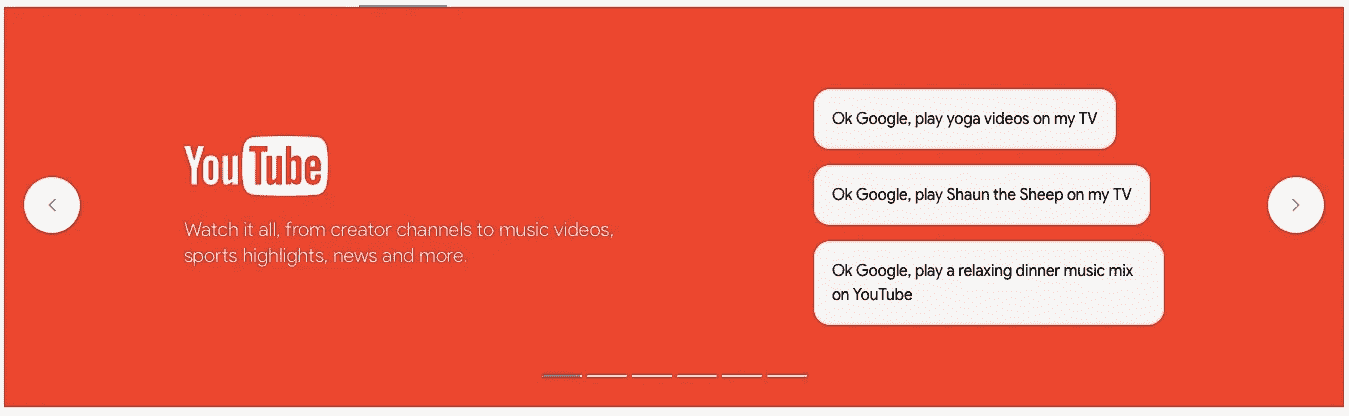 YouTube
Watch it all, from creator channels to music videos,
sports highlights, news and more.
Ok Google, play yoga videos on my TV
Ok Google, play Shaun the Sheep on my TV
Ok Google, play a relaxing dinner music mix
on YouTube